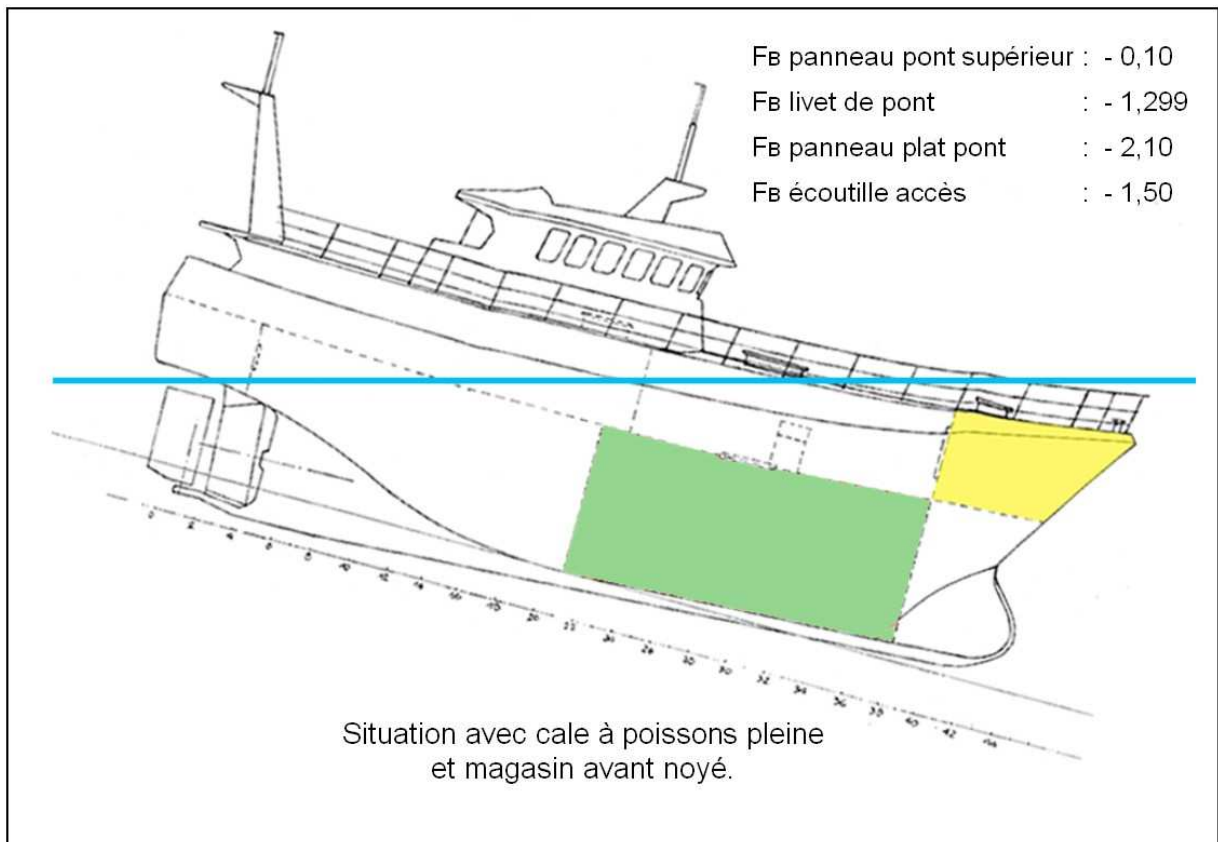 FB panneau pont supérieur : - 0,10
FB livet de pont : - 1,299
FB panneau plat pont : - 2,10
FB écoutille accès : - 1,50
Situation avec cale à poissons pleine
et magasin avant noyé.